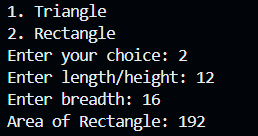 1. Triangle
2. Rectangle
Enter your choice: 2
Enter length/height: 12
Enter breadth: 16
Area of Rectangle: 192